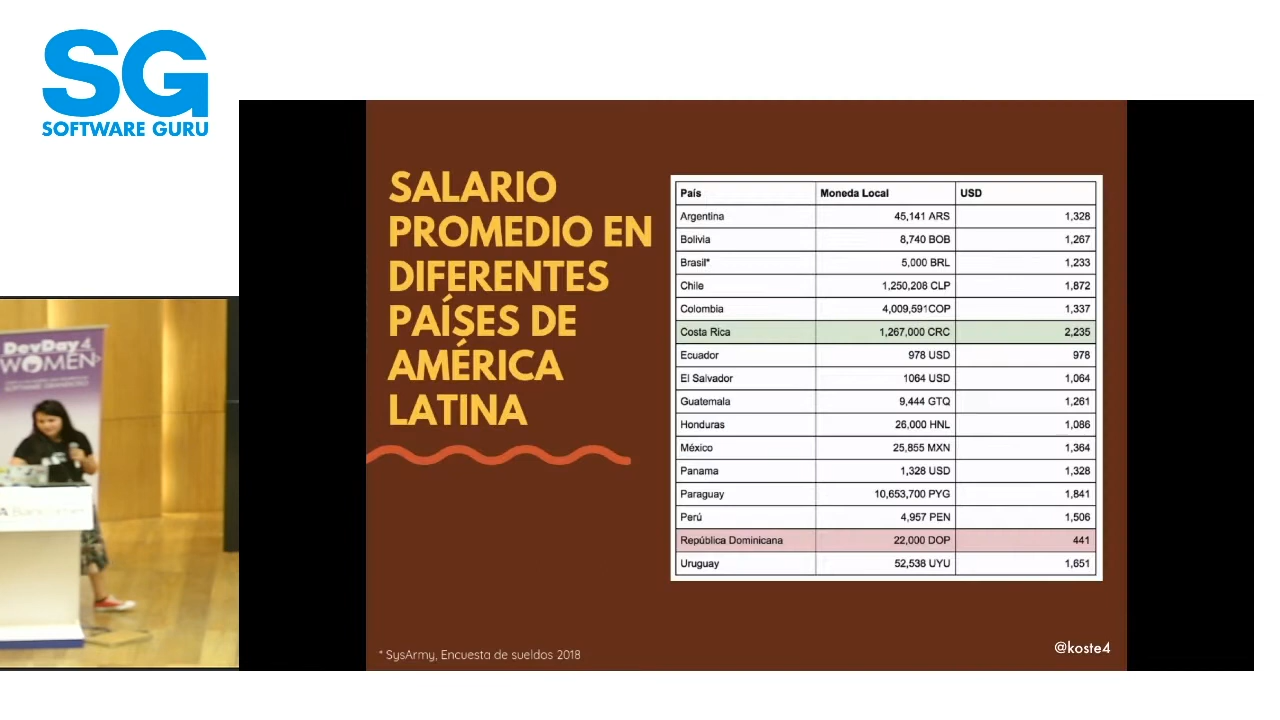 SG
SOFTWARE GURU
SALARIO
PROMEDIO EN
DIFERENTES
PAÍSES DE
AMÉRICA
LATINA
País Moneda Local USD
Argentina 45,141 ARS 1,328
Bolivia 8,740 BOB 1,267
Brasil* 5,000 BRL 1,233
Chile 1,250,208 CLP 1,872
Colombia 4,009,591COP 1,337
Costa Rica 1,267,000 CRC 2,235
Ecuador 978 USD 978
El Salvador 1064 USD 1,064
Guatemala 9,444 GTQ 1,261
Honduras 26,000 HNL 1,086
México 25,855 MXN 1,364
Panama 1,328 USD 1,328
Paraguay 10,653,700 PYG 1,841
Perú 4,957 PEN 1,506
República Dominicana 22,000 DOP 441
Uruguay 52,538 UYU 1,651
* SysArmy, Encuesta de sueldos 2018
@koste4
DevDay4
WOMEN